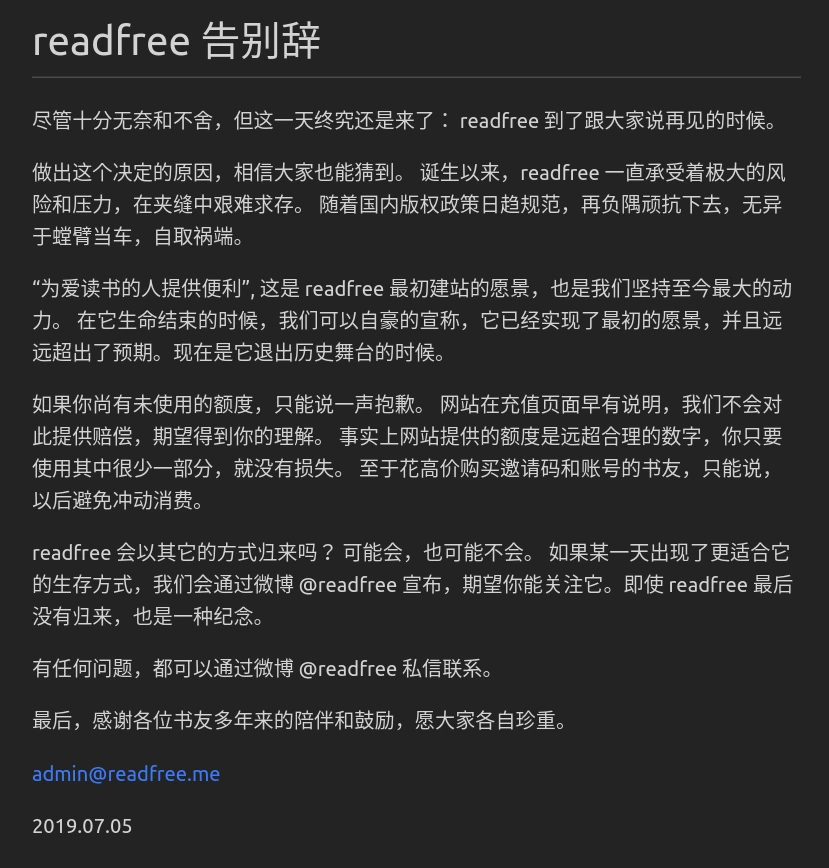 readfree 告别辞
尽管十分无奈和不舍，但这一天终究还是来了： readfree 到了跟大家说再见的时候。
做出这个决定的原因，相信大家也能猜到。 诞生以来，readfree 一直承受着极大的风
险和压力，在夹缝中艰难求存。 随着国内版权政策日趋规范，再负隅顽抗下去，无异
于螳臂当车，自取祸端。
“为爱读书的人提供便利”, 这是 readfree 最初建站的愿景，也是我们坚持至今最大的动
力。 在它生命结束的时候，我们可以自豪的宣称，它已经实现了最初的愿景，并且远
远超出了预期。现在是它退出历史舞台的时候。
如果你尚有未使用的额度，只能说一声抱歉。 网站在充值页面早有说明，我们不会对
此提供赔偿，期望得到你的理解。 事实上网站提供的额度是远超合理的数字，你只要
使用其中很少一部分，就没有损失。 至于花高价购买邀请码和账号的书友，只能说，
以后避免冲动消费。
readfree 会以其它的方式归来吗？ 可能会，也可能不会。 如果某一天出现了更适合它
的生存方式，我们会通过微博 @readfree 宣布，期望你能关注它。即使 readfree 最后
没有归来，也是一种纪念。
有任何问题，都可以通过微博 @readfree 私信联系。
最后，感谢各位书友多年来的陪伴和鼓励，愿大家各自珍重。
admin@readfree.me
2019.07.05